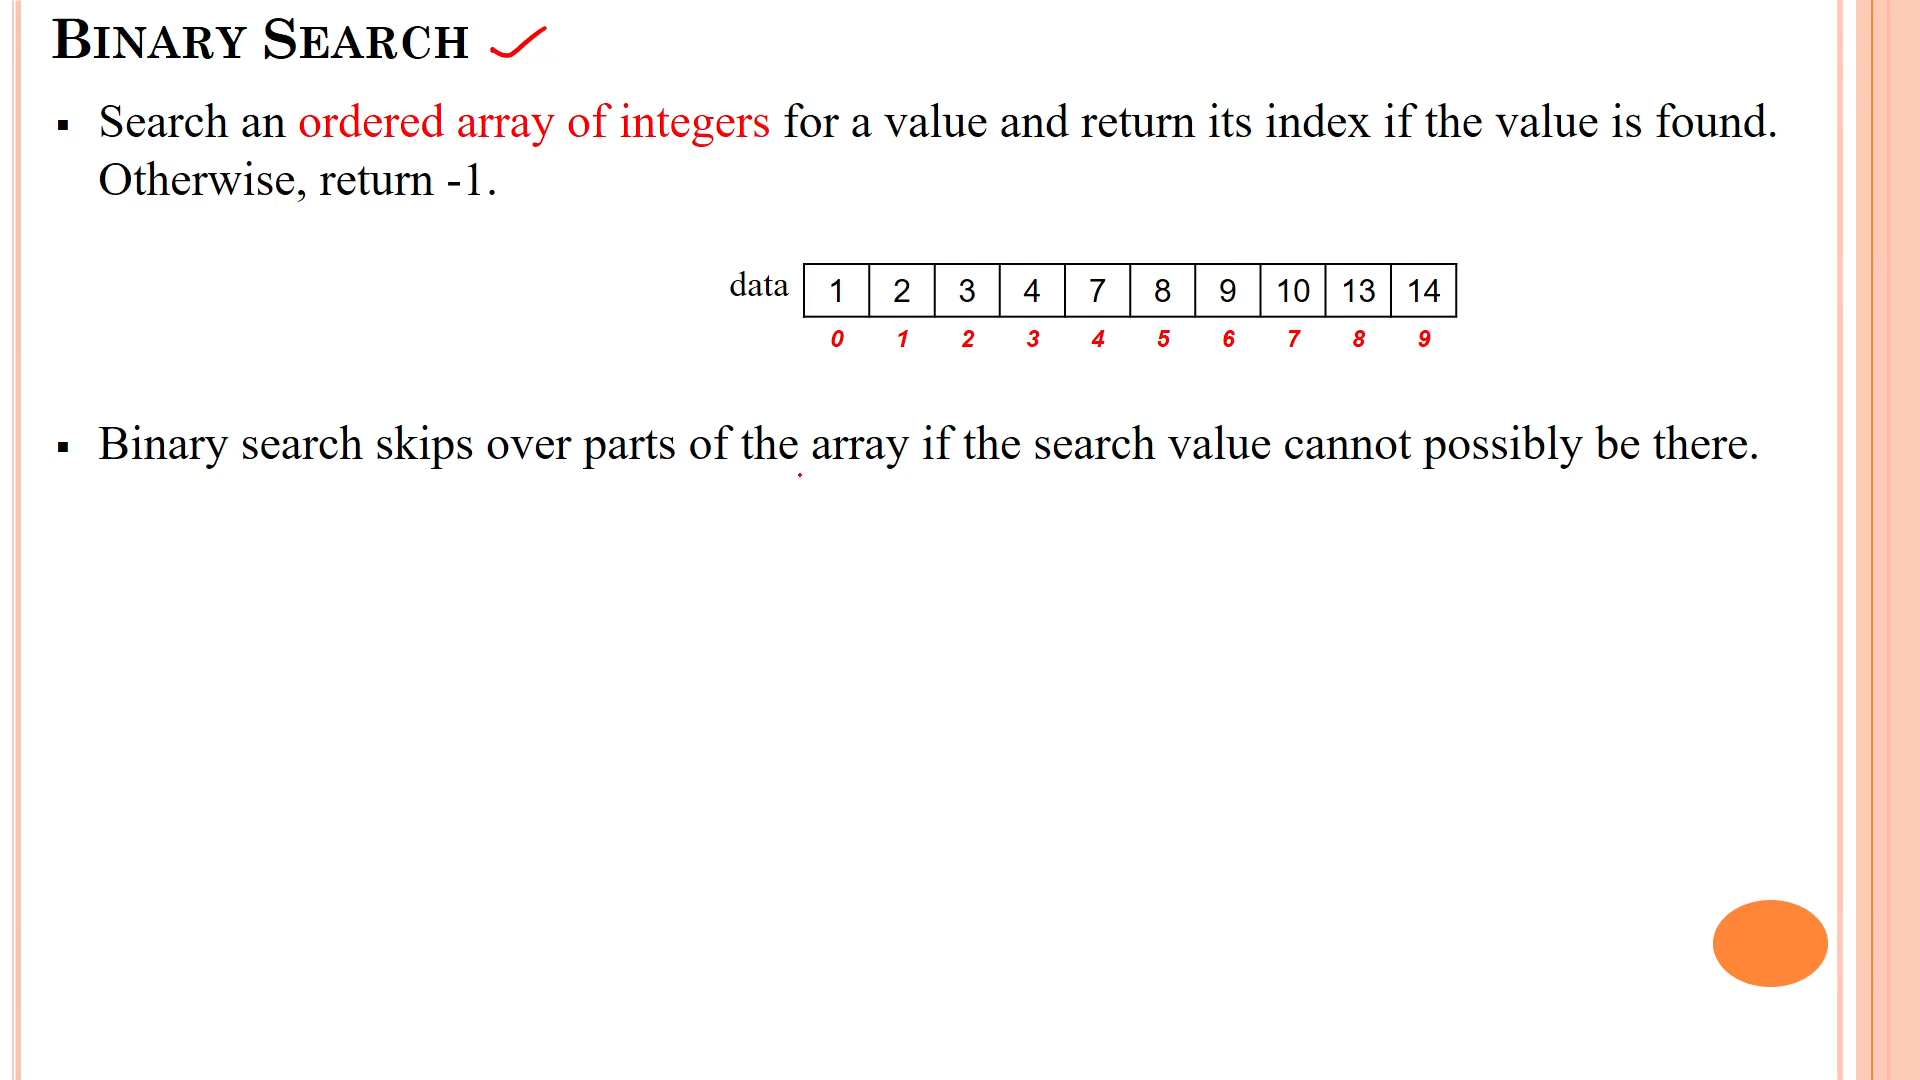 BINARY SEARCH
▪ Search an ordered array of integers for a value and return its index if the value is found.
Otherwise, return -1.
data 1 2 3 4 7 8 9 10 13 14
0 1 2 3 4 5 6 7 8 9
▪ Binary search skips over parts of the array if the search value cannot possibly be there.